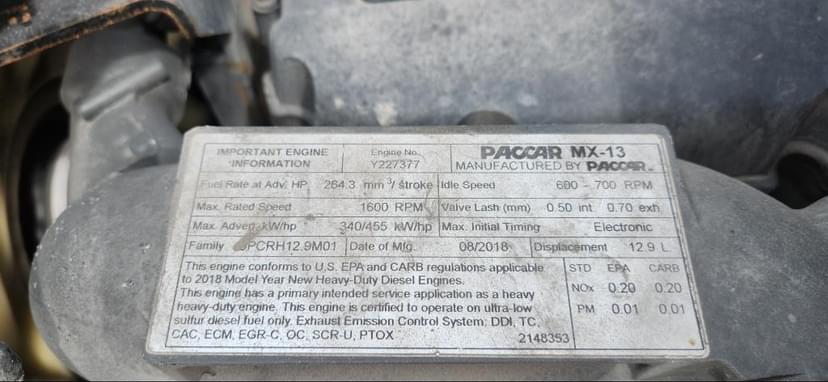 IMPORTANT ENGINE INFORMATION
Engine No. Y227377
PACCAR MX-13
MANUFACTURED BY PACCAR
Fuel Rate at Adv. HP 264.3 mm³/stroke Idle Speed 600 - 700 RPM
Max. Rated Speed 1600 RPM Valve Lash (mm) 0.50 int 0.70 exh
Max. Advert. kW/hp 340/455 kW/hp Max. Initial Timing Electronic
Family PCRH12.9M01 Date of Mfg. 08/2018 Displacement 12.9 L
This engine conforms to U.S. EPA and CARB regulations applicable
to 2018 Model Year New Heavy-Duty Diesel Engines.
This engine has a primary intended service application as a heavy
heavy-duty engine. This engine is certified to operate on ultra-low
sulfur diesel fuel only. Exhaust Emission Control System: DDI, TC,
CAC, ECM, EGR-C, OC, SCR-U, PTOX
STD EPA CARB
NOx 0.20 0.20
PM 0.01 0.01
2148353